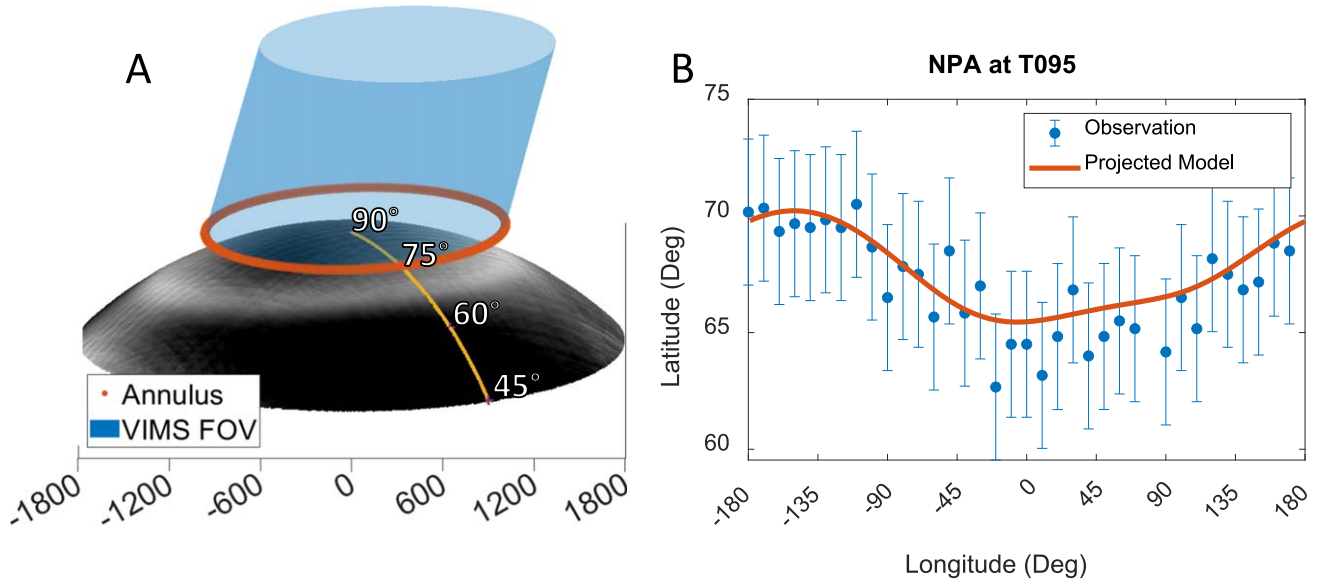 A
90°
75°
60°
45°
Annulus
VIMS FOV
-1800
-1200
-600
0
600
1200
1800
B
NPA at T095
75
70
65
60
Latitude (Deg)
Observation
Projected Model
-180
-135
-90
-45
0
45
90
135
180
Longitude (Deg)